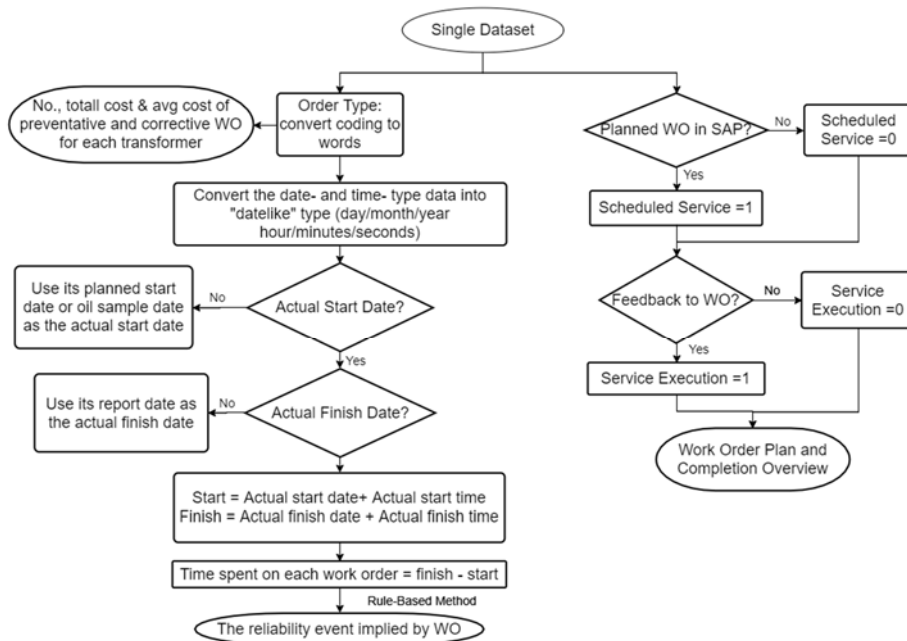 Single Dataset
No., totall cost & avg cost of
preventative and corrective WO
for each transformer
Order Type:
convert coding to
words
Convert the date- and time- type data into
"datelike" type (day/month/year
hour/minutes/seconds)
Use its planned start
date or oil sample date
as the actual start date
No
Actual Start Date?
Yes
Use its report date as
the actual finish date
No
Actual Finish Date?
Start = Actual start date+ Actual start time
Finish = Actual finish date + Actual finish time
Time spent on each work order = finish - start
Rule-Based Method
The reliability event implied by WO
Planned WO in SAP?
No
Scheduled
Service =0
Yes
Scheduled Service =1
Feedback to WO?
No
Service
Execution =0
Yes
Service Execution =1
Work Order Plan and
Completion Overview